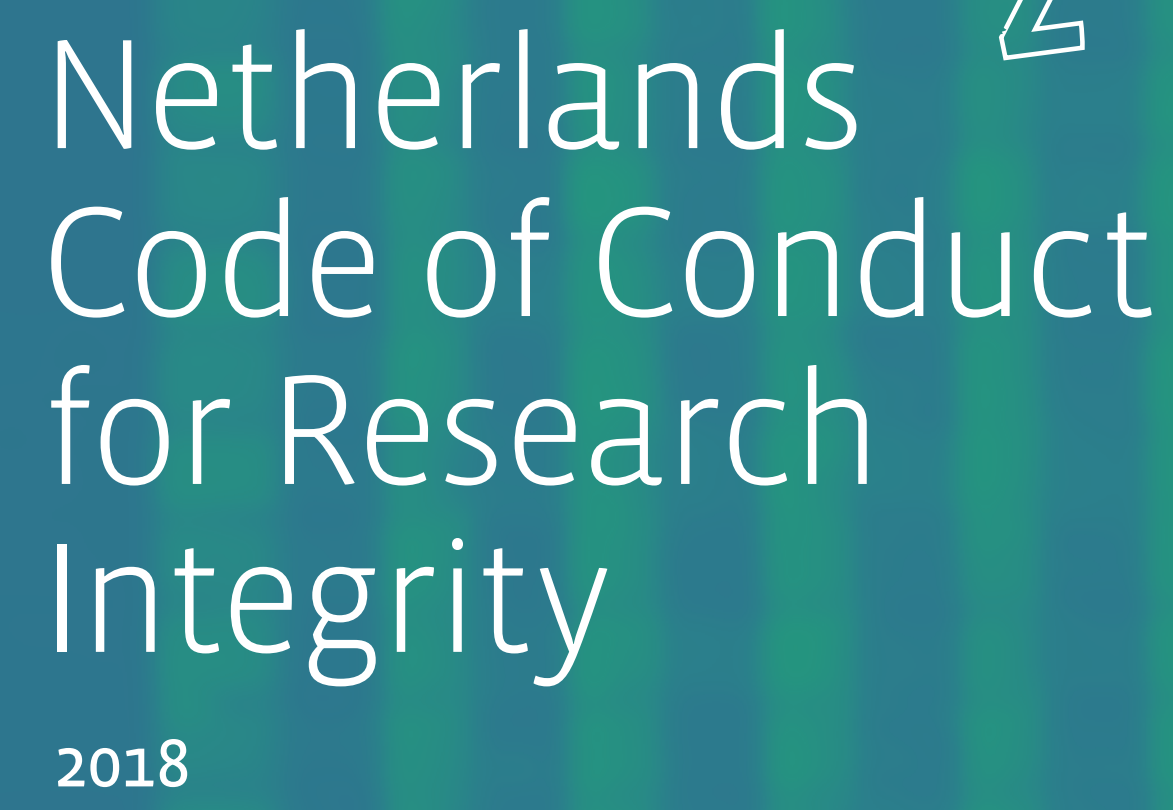 Netherlands
Code of Conduct
for Research
Integrity
2018